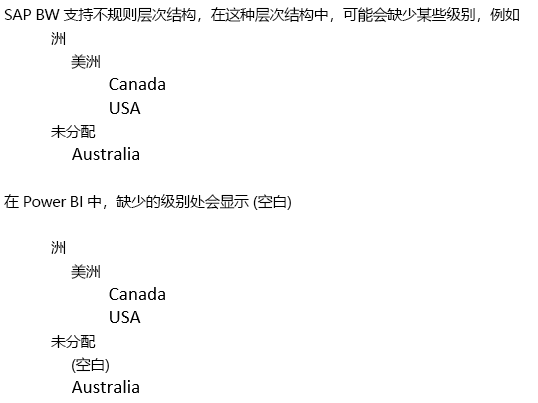 SAP BW 支持不规则层次结构，在这种层次结构中，可能会缺少某些级别，例如
洲
美洲
Canada
USA
未分配
Australia
在 Power BI 中，缺少的级别处会显示 (空白)
洲
美洲
Canada
USA
未分配
(空白)
Australia